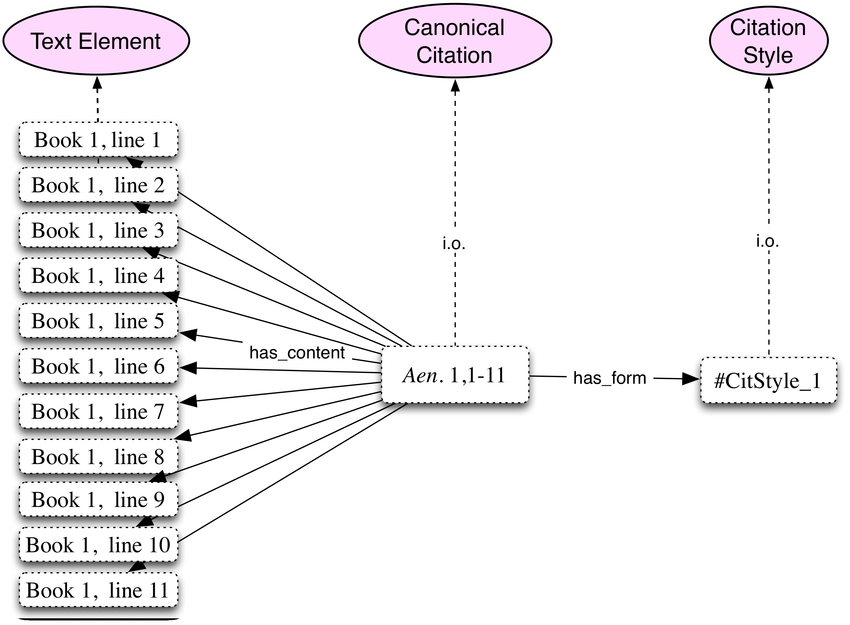 Text Element
Canonical
Citation
Citation
Style
Book 1, line 1
Book 1, line 2
Book 1, line 3
Book 1, line 4
Book 1, line 5
Book 1, line 6
Book 1, line 7
Book 1, line 8
Book 1, line 9
Book 1, line 10
Book 1, line 11
i.o.
i.o.
has_content
Aen. 1,1-11
has_form
#CitStyle_1